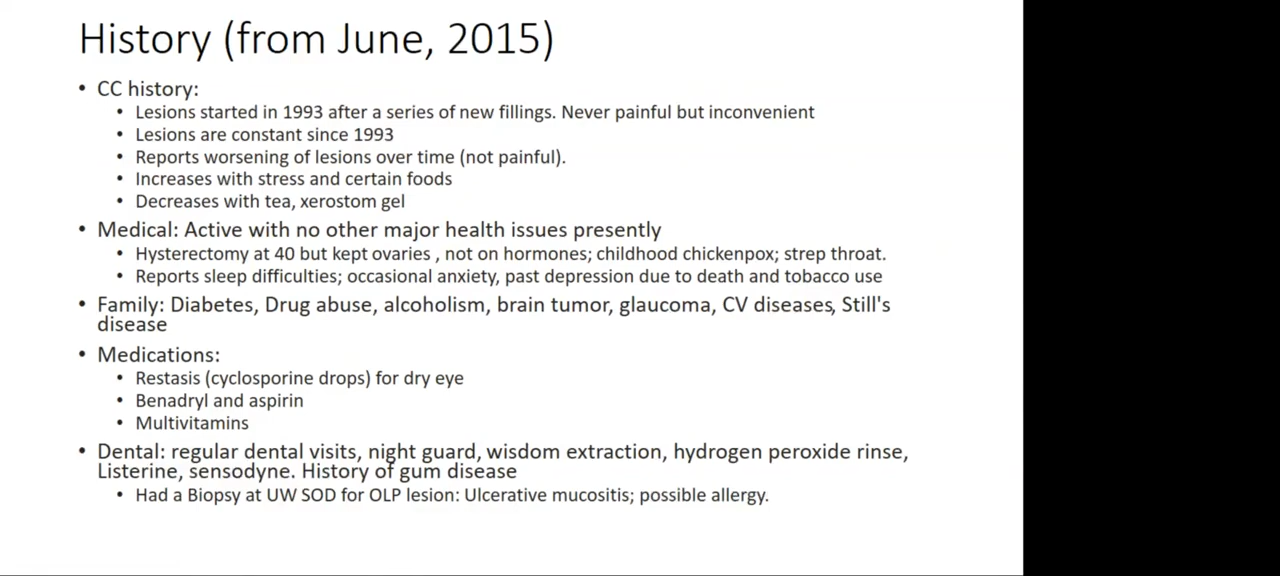 History (from June, 2015)
• CC history:
• Lesions started in 1993 after a series of new fillings. Never painful but inconvenient
• Lesions are constant since 1993
• Reports worsening of lesions over time (not painful).
• Increases with stress and certain foods
• Decreases with tea, xerostom gel
• Medical: Active with no other major health issues presently
• Hysterectomy at 40 but kept ovaries , not on hormones; childhood chickenpox; strep throat.
• Reports sleep difficulties; occasional anxiety, past depression due to death and tobacco use
• Family: Diabetes, Drug abuse, alcoholism, brain tumor, glaucoma, CV diseases, Still's
disease
• Medications:
• Restasis (cyclosporine drops) for dry eye
• Benadryl and aspirin
• Multivitamins
• Dental: regular dental visits, night guard, wisdom extraction, hydrogen peroxide rinse,
Listerine, sensodyne. History of gum disease
• Had a Biopsy at UW SOD for OLP lesion: Ulcerative mucositis; possible allergy.